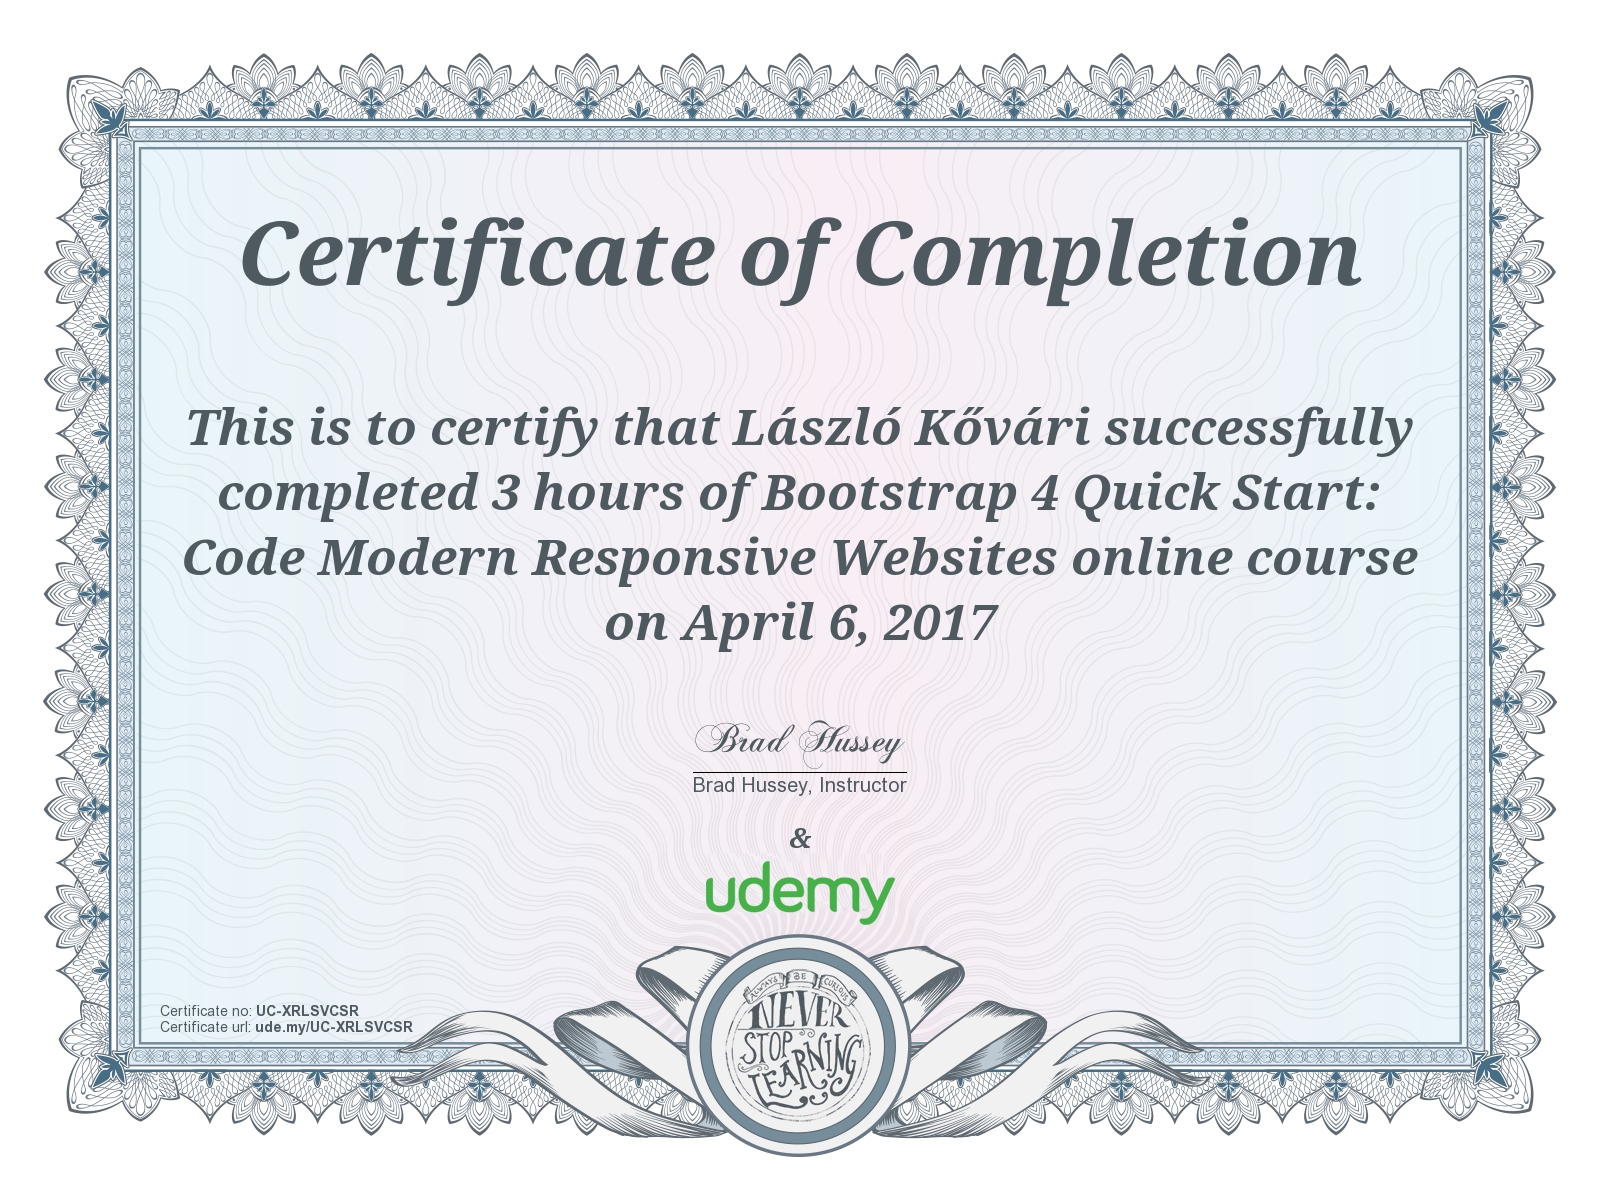 Certificate of Completion
This is to certify that László Kővári successfully
completed 3 hours of Bootstrap 4 Quick Start:
Code Modern Responsive Websites online course
on April 6, 2017
Brad Hussey
Brad Hussey, Instructor
&
udemy
Certificate no: UC-XRLSVCSR
Certificate url: ude.my/UC-XRLSVCSR
ALWAYS BE CURIOUS
NEVER
STOP
LEARNING